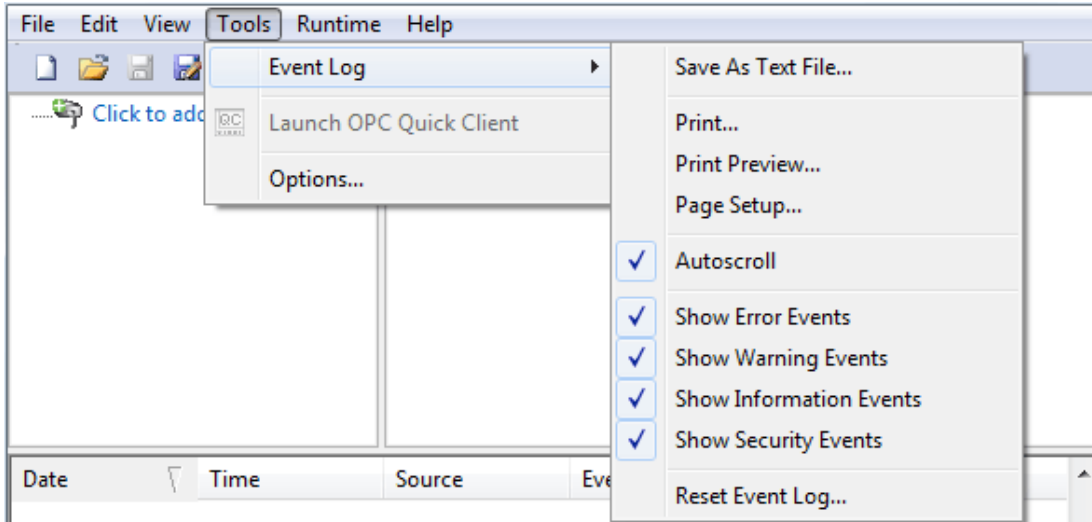 File Edit View Tools Runtime Help
Event Log
Save As Text File...
Click to add
QC
Launch OPC Quick Client
Print...
Print Preview...
Options...
Page Setup...
Autoscroll
Show Error Events
Show Warning Events
Show Information Events
Show Security Events
Date Time Source Eve
Reset Event Log...